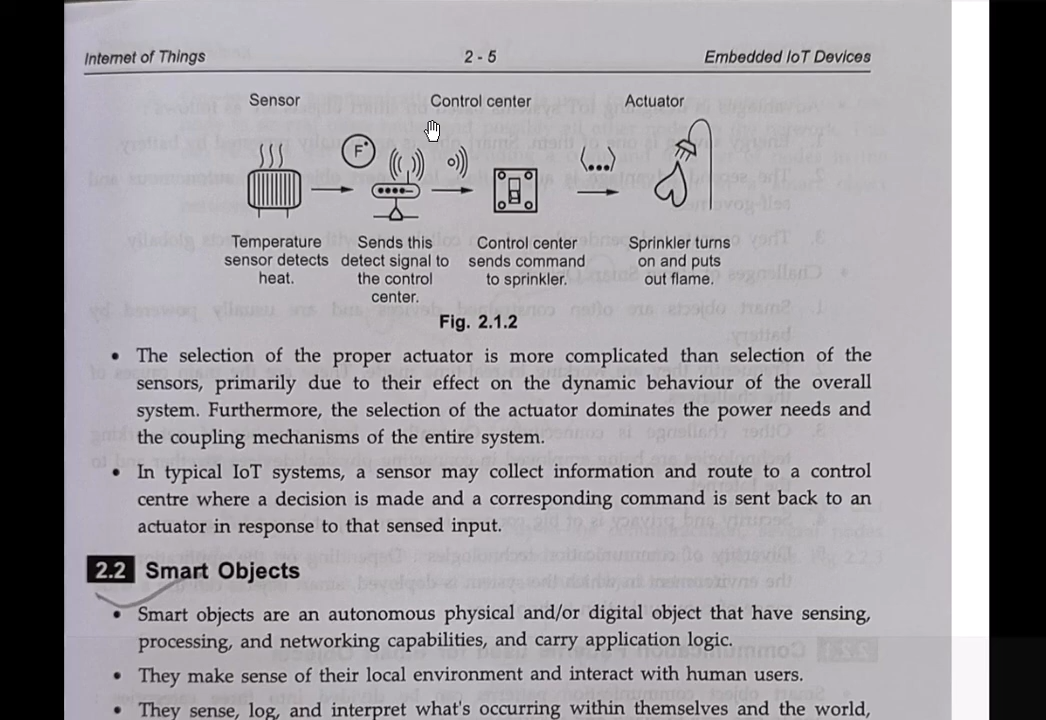 Internet of Things 2 - 5 Embedded IoT Devices
Sensor Control center Actuator
F
Temperature Sends this Control center Sprinkler turns
sensor detects detect signal to sends command on and puts
heat. the control to sprinkler. out flame.
center.
Fig. 2.1.2
• The selection of the proper actuator is more complicated than selection of the
sensors, primarily due to their effect on the dynamic behaviour of the overall
system. Furthermore, the selection of the actuator dominates the power needs and
the coupling mechanisms of the entire system.
• In typical IoT systems, a sensor may collect information and route to a control
centre where a decision is made and a corresponding command is sent back to an
actuator in response to that sensed input.
2.2 Smart Objects
• Smart objects are an autonomous physical and/or digital object that have sensing,
processing, and networking capabilities, and carry application logic.
• They make sense of their local environment and interact with human users.
• They sense, log, and interpret what's occurring within themselves and the world,